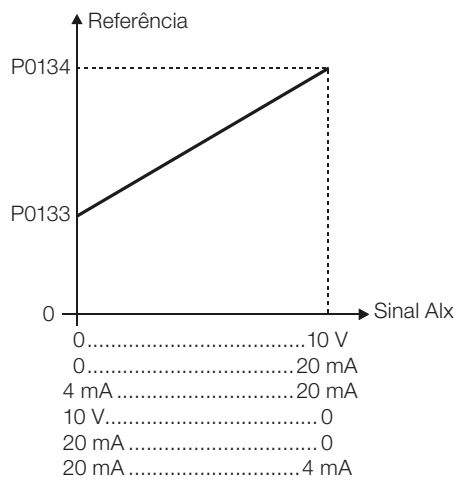 Referência
P0134
P0133
0
Sinal AIx
0..................................10 V
0................................20 mA
4 mA ...........................20 mA
10 V.................................0
20 mA .............................0
20 mA ..........................4 mA